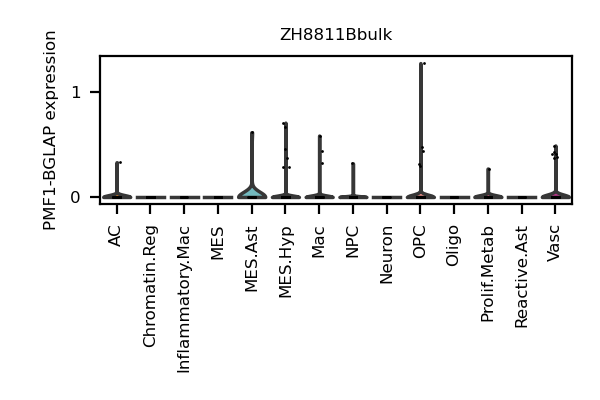 ZH8811Bbulk
PMF1-BGLAP expression
1
0
AC
Chromatin.Reg
Inflammatory.Mac
MES
MES.Ast
MES.Hyp
Mac
NPC
Neuron
OPC
Oligo
Prolif.Metab
Reactive.Ast
Vasc